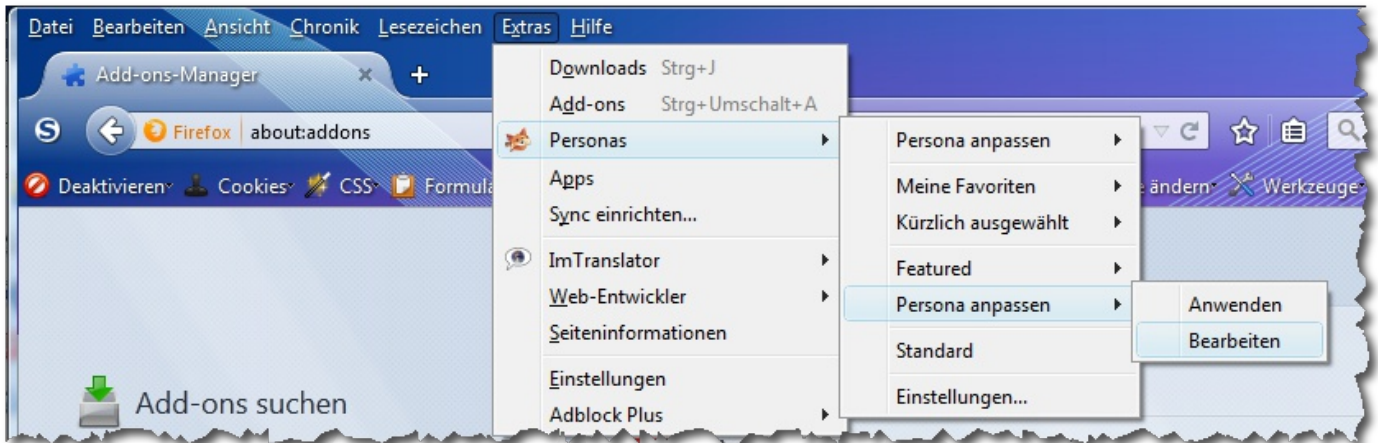 Datei Bearbeiten Ansicht Chronik Lesezeichen Extras Hilfe
Add-ons-Manager
Firefox about:addons
Deaktivieren Cookies CSS Formula
e ändern Werkzeuge
Downloads Strg+J
Add-ons Strg+Umschalt+A
Personas
Apps
Sync einrichten...
ImTranslator
Web-Entwickler
Seiteninformationen
Einstellungen
Adblock Plus
Persona anpassen
Meine Favoriten
Kürzlich ausgewählt
Featured
Persona anpassen
Standard
Einstellungen...
Anwenden
Bearbeiten
Add-ons suchen